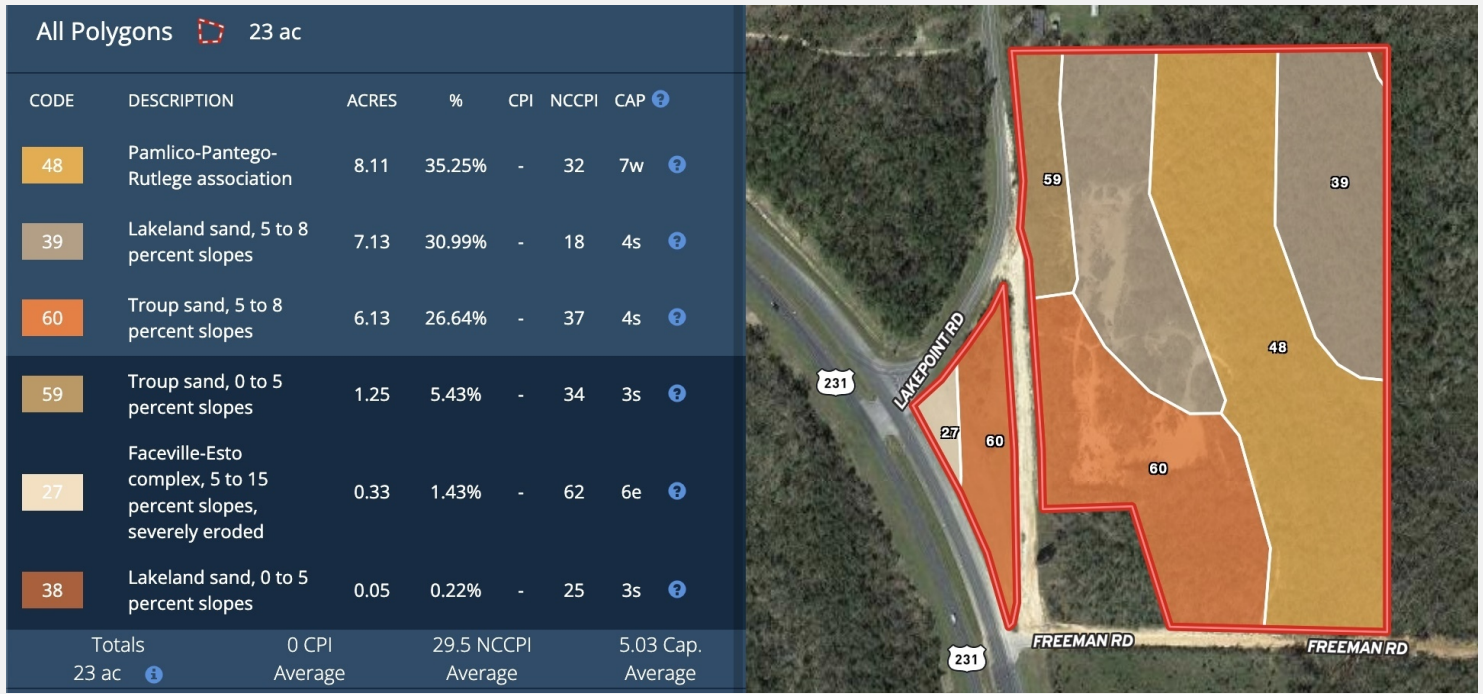 All Polygons 23 ac
CODE DESCRIPTION ACRES % CPI NCCPI CAP ?
48 Pamlico-Pantego- 8.11 35.25% - 32 7w ?
Rutlege association
39 Lakeland sand, 5 to 8 7.13 30.99% - 18 4s ?
percent slopes
60 Troup sand, 5 to 8 6.13 26.64% - 37 4s ?
percent slopes
59 Troup sand, 0 to 5 1.25 5.43% - 34 3s ?
percent slopes
Faceville-Esto
complex, 5 to 15
27 percent slopes, 0.33 1.43% - 62 6e ?
severely eroded
38 Lakeland sand, 0 to 5 0.05 0.22% - 25 3s ?
percent slopes
Totals 0 CPI 29.5 NCCPI 5.03 Cap.
23 ac i Average Average Average
59
39
48
LAKEPOINT RD
231
27
60
60
FREEMAN RD
FREEMAN RD
231